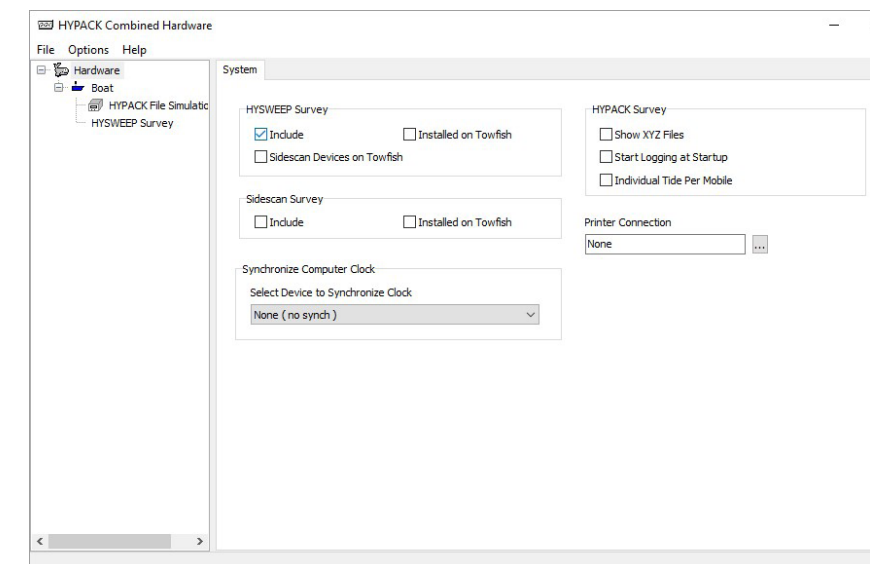 HYPACK Combined Hardware
File Options Help
Hardware
Boat
HYPACK File Simulatic
HYSWEEP Survey
System
HYSWEEP Survey
Include
Installed on Towfish
Sidescan Devices on Towfish
Sidescan Survey
Include
Installed on Towfish
Synchronize Computer Clock
Select Device to Synchronize Clock
None ( no synch )
HYPACK Survey
Show XYZ Files
Start Logging at Startup
Individual Tide Per Mobile
Printer Connection
None
...